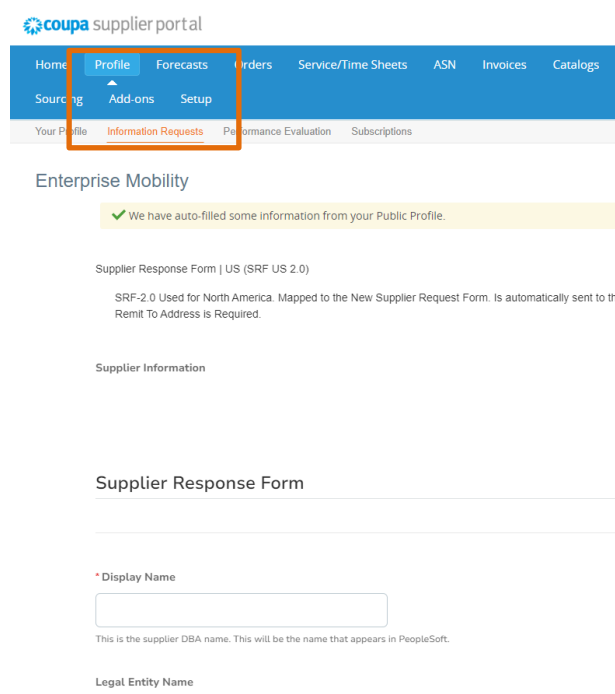 coupa supplier portal
Home Profile Forecasts Orders Service/Time Sheets ASN Invoices Catalogs
Sourcing Add-ons Setup
Your Profile Information Requests Performance Evaluation Subscriptions
Enterprise Mobility
We have auto-filled some information from your Public Profile.
Supplier Response Form | US (SRF US 2.0)
SRF-2.0 Used for North America. Mapped to the New Supplier Request Form. Is automatically sent to th
Remit To Address is Required.
Supplier Information
Supplier Response Form
* Display Name
This is the supplier DBA name. This will be the name that appears in PeopleSoft.
Legal Entity Name